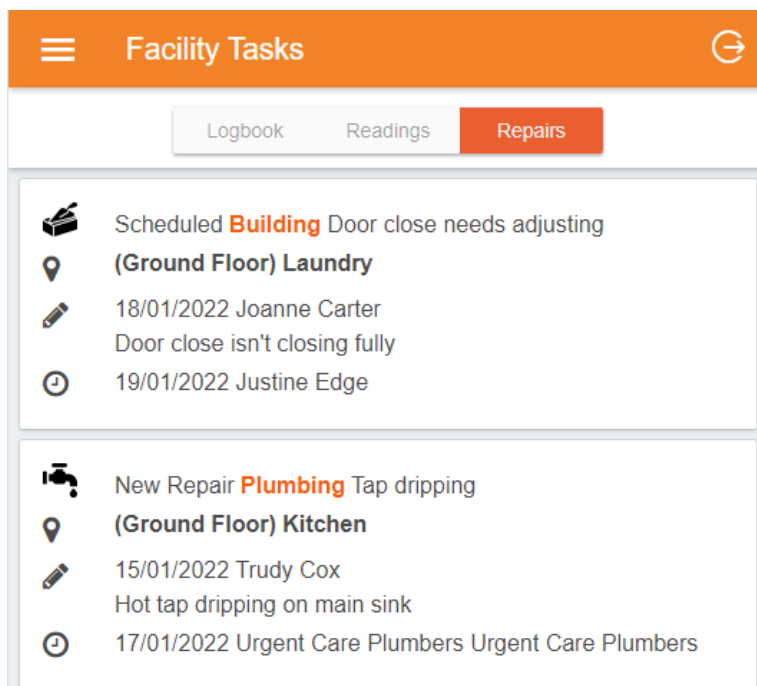 Facility Tasks
Logbook Readings Repairs
Scheduled Building Door close needs adjusting
(Ground Floor) Laundry
18/01/2022 Joanne Carter
Door close isn't closing fully
19/01/2022 Justine Edge
New Repair Plumbing Tap dripping
(Ground Floor) Kitchen
15/01/2022 Trudy Cox
Hot tap dripping on main sink
17/01/2022 Urgent Care Plumbers Urgent Care Plumbers